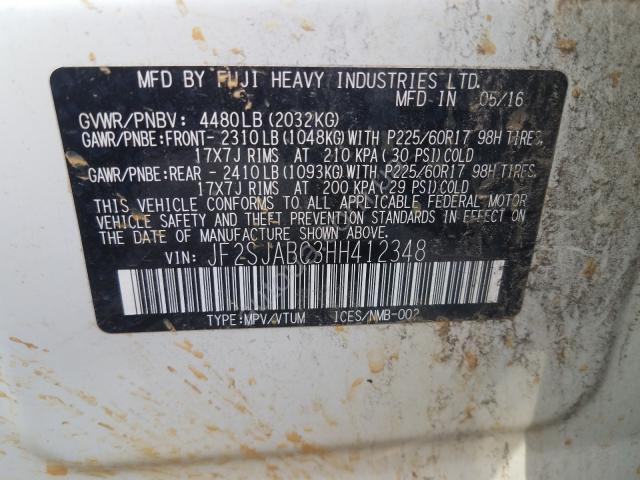 MFD BY FUJI HEAVY INDUSTRIES LTD.
MFD IN 05/16
GVWR/PNBV: 4480LB (2032KG)
GAWR/PNBE:FRONT- 2310LB (1048KG)WITH P225/60R17 98H TIRES,
17X7J RIMS AT 210 KPA (30 PSI)COLD
GAWR/PNBE:REAR - 2410LB (1093KG)WITH P225/60R17 98H TIRES,
17X7J RIMS AT 200 KPA (29 PSI)COLD
THIS VEHICLE CONFORMS TO ALL APPLICABLE FEDERAL MOTOR
VEHICLE SAFETY AND THEFT PREVENTION STANDARDS IN EFFECT
ON THE DATE OF MANUFACTURE SHOWN ABOVE.
VIN: JF2SJABC3HH412348
TYPE:MPV/VTUM ICES/NMB-002